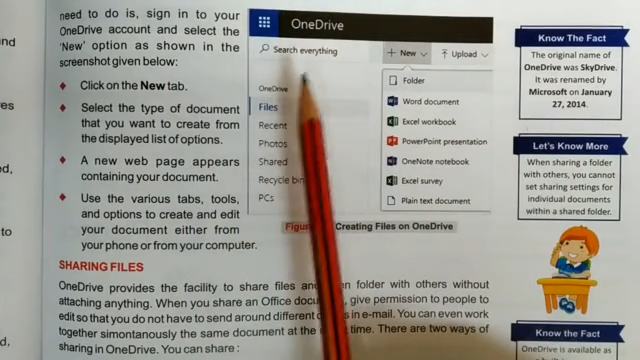 need to do is, sign in to your
OneDrive account and select the
'New' option as shown in the
screenshot given below:
Click on the New tab.
Select the type of document
that you want to create from
the displayed list of options.
A new web page appears
containing your document.
Use the various tabs, tools,
and options to create and edit
your document either from
your phone or from your computer.
OneDrive
Search everything
New
Upload
OneDrive
Files
Recent
Photos
Shared
Recycle bin
PCs
Folder
Word document
Excel workbook
PowerPoint presentation
OneNote notebook
Excel survey
Plain text document
Creating Files on OneDrive
SHARING FILES
OneDrive provides the facility to share files and folder with others without
attaching anything. When you share an Office give permission to people to
edit so that you do not have to send around different in e-mail. You can even work
together simontanously the same document at the time. There are two ways of
sharing in OneDrive. You can share :
Know The Fact
The original name of
OneDrive was SkyDrive.
It was renamed by
Microsoft on January
27, 2014.
Let's Know More
When sharing a folder
with others, you cannot
set sharing settings for
individual documents
within a shared folder.
Know the Fact
OneDrive is available as